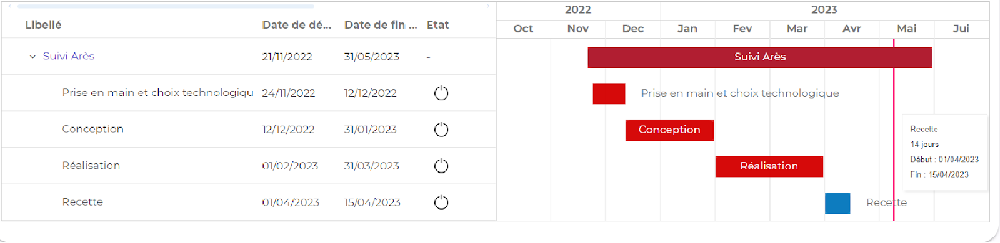 Libellé Date de dé... Date de fin ... Etat
Suivi Arès 21/11/2022 31/05/2023 -
Prise en main et choix technologiqu 24/11/2022 12/12/2022
Conception 12/12/2022 31/01/2023
Réalisation 01/02/2023 31/03/2023
Recette 01/04/2023 15/04/2023
2022 2023
Oct Nov Dec Jan Fev Mar Avr Mai Jui
Suivi Arès
Prise en main et choix technologique
Conception
Réalisation
Recette
Recette
14 jours
Début : 01/04/2023
Fin : 15/04/2023